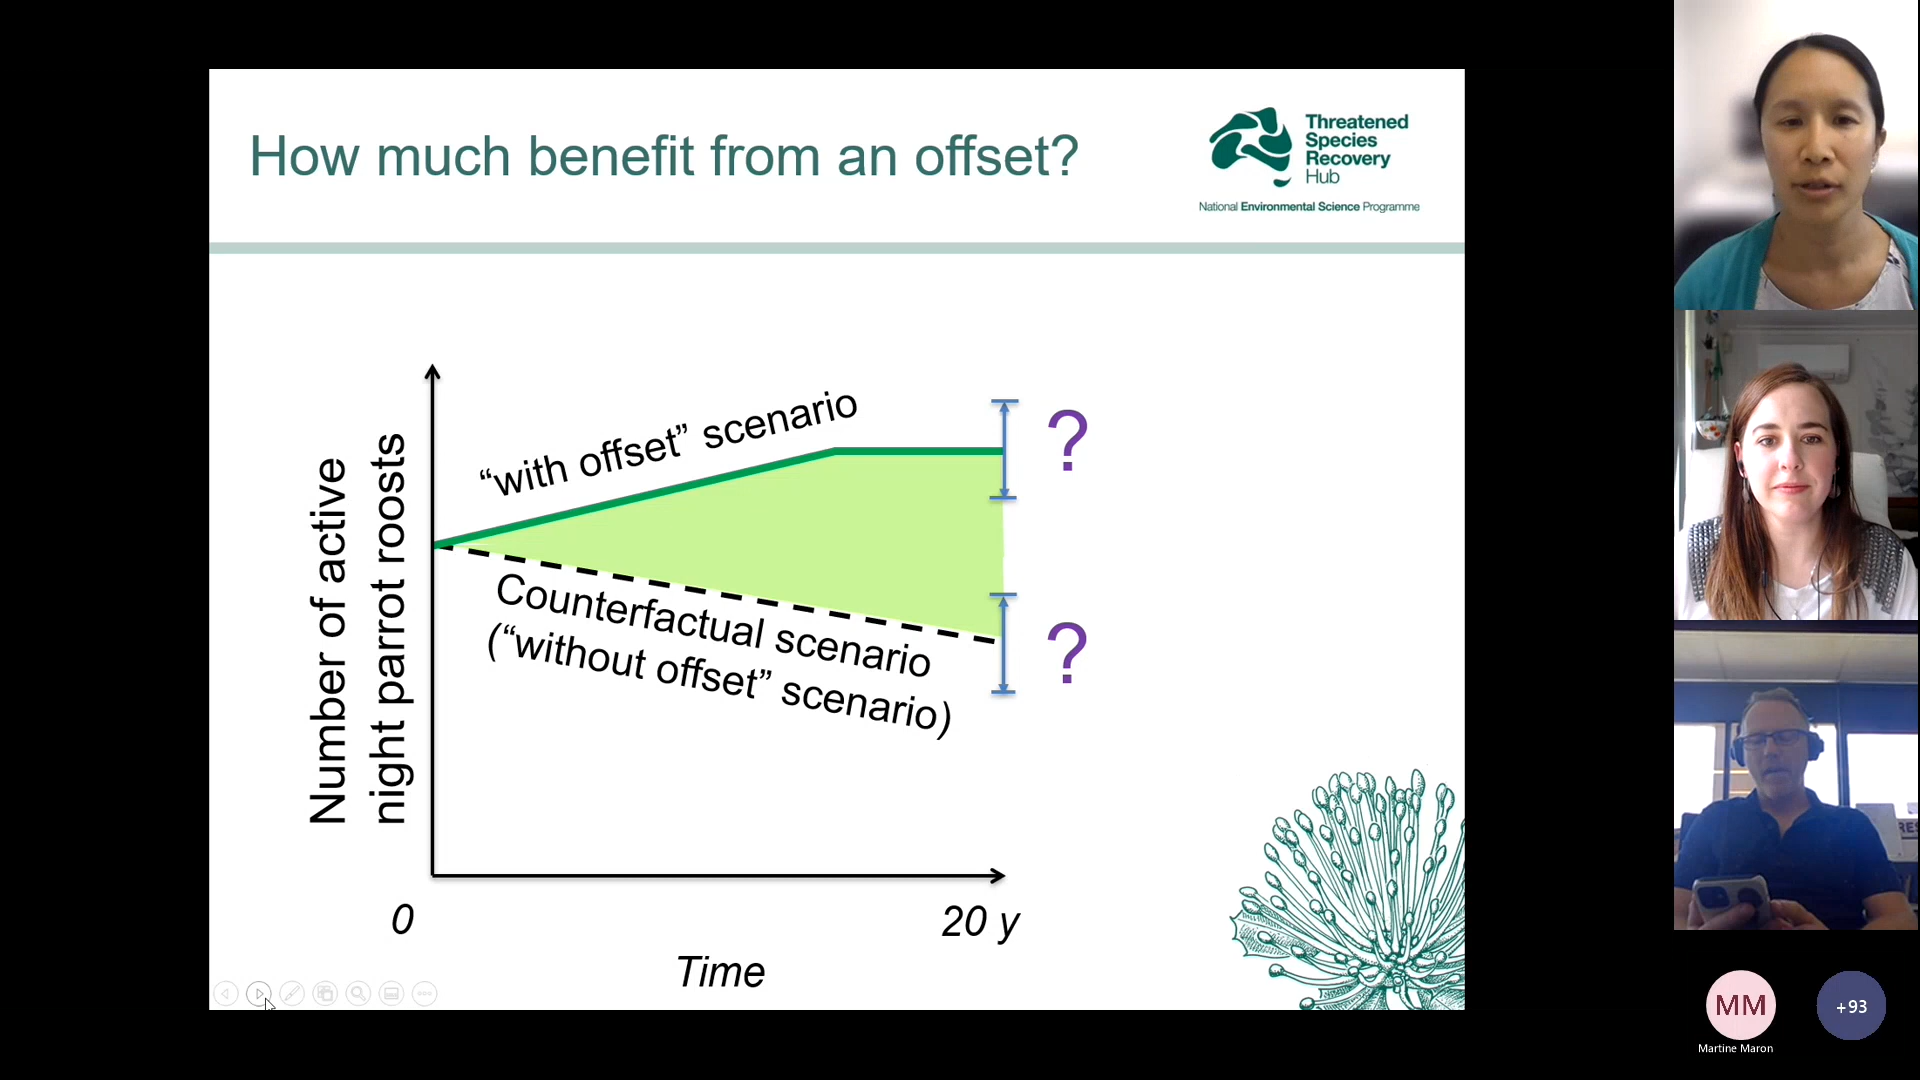 How much benefit from an offset?
Threatened
Species
Recovery
Hub
National Environmental Science Programme
Number of active
night parrot roosts
“with offset” scenario
?
Counterfactual scenario
(“without offset” scenario)
?
0
20 y
Time
MM
+93
Martine Maron